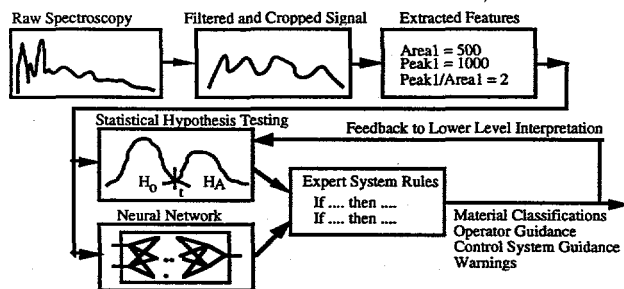 Raw Spectroscopy
Filtered and Cropped Signal
Extracted Features
Area1 = 500
Peak1 = 1000
Peak1/Area1 = 2
Statistical Hypothesis Testing
Feedback to Lower Level Interpretation
Ho t HA
Expert System Rules
If .... then ....
If .... then ....
Neural Network
..
..
Material Classifications
Operator Guidance
Control System Guidance
Warnings